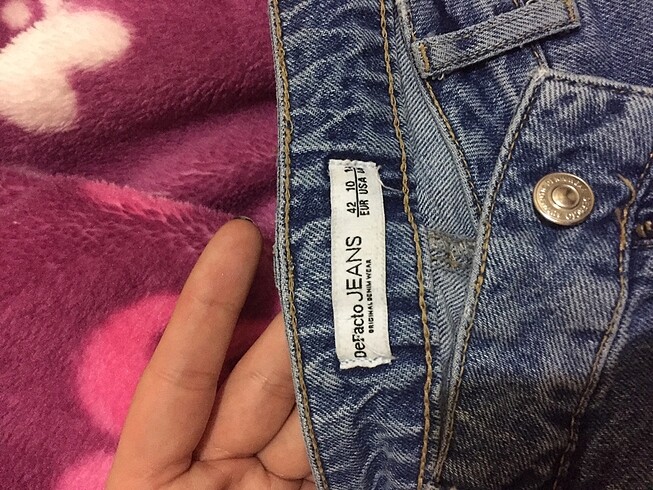 DeFacto JEANS
ORIGINAL DENIM WEAR
42 10
EUR USA